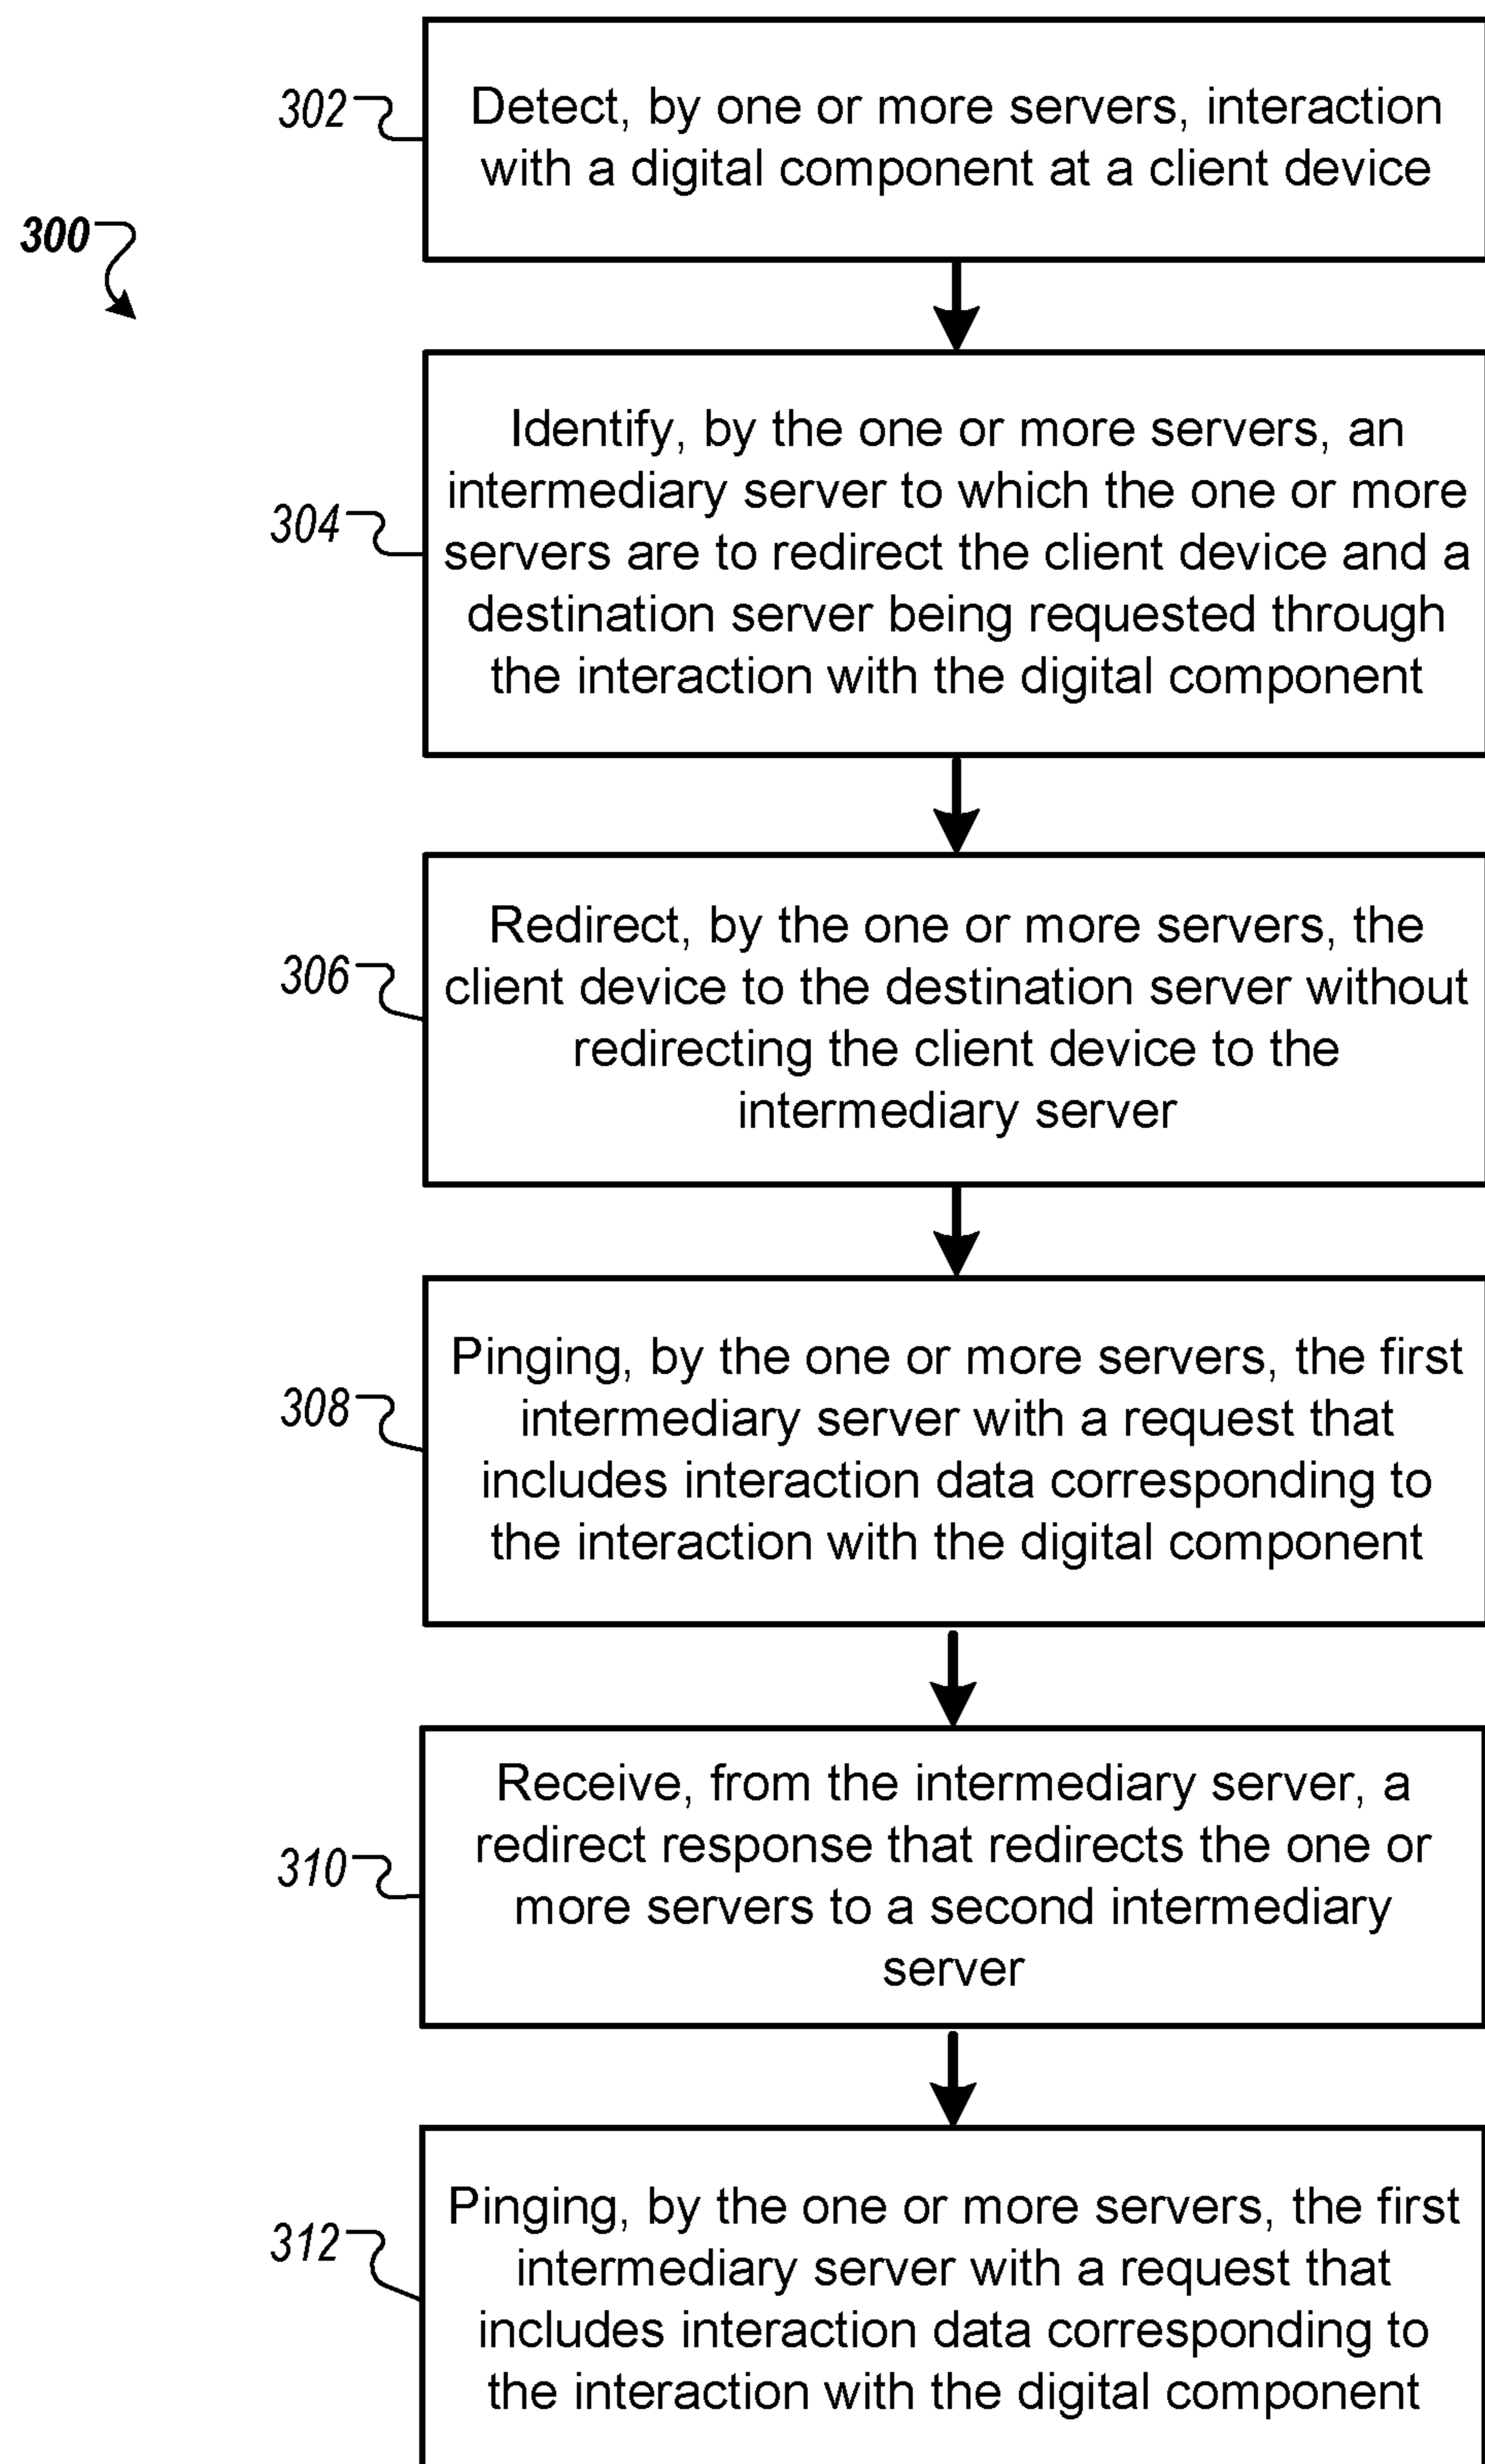 302
Detect, by one or more servers, interaction
with a digital component at a client device
300
304
Identify, by the one or more servers, an
intermediary server to which the one or more
servers are to redirect the client device and a
destination server being requested through
the interaction with the digital component
306
Redirect, by the one or more servers, the
client device to the destination server without
redirecting the client device to the
intermediary server
308
Pinging, by the one or more servers, the first
intermediary server with a request that
includes interaction data corresponding to
the interaction with the digital component
310
Receive, from the intermediary server, a
redirect response that redirects the one or
more servers to a second intermediary
server
312
Pinging, by the one or more servers, the first
intermediary server with a request that
includes interaction data corresponding to
the interaction with the digital component